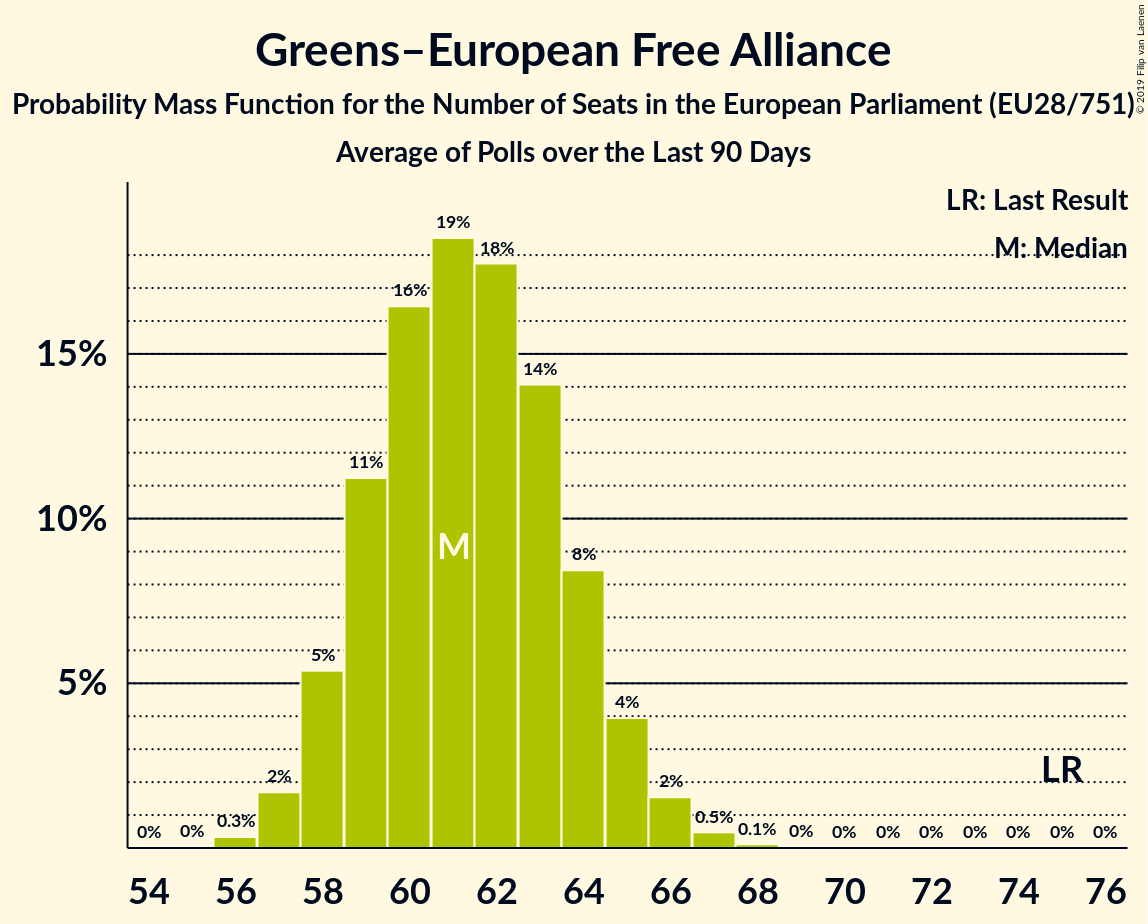 Greens–European Free Alliance
Probability Mass Function for the Number of Seats in the European Parliament (EU28/751)
Average of Polls over the Last 90 Days
© 2019 Filip van Laenen
LR: Last Result
M: Median
15%
10%
5%
0%
0%
0.3%
2%
5%
11%
16%
19%
18%
14%
8%
4%
2%
0.5%
0.1%
0%
0%
0%
0%
0%
0%
0%
0%
M
LR
54 56 58 60 62 64 66 68 70 72 74 76